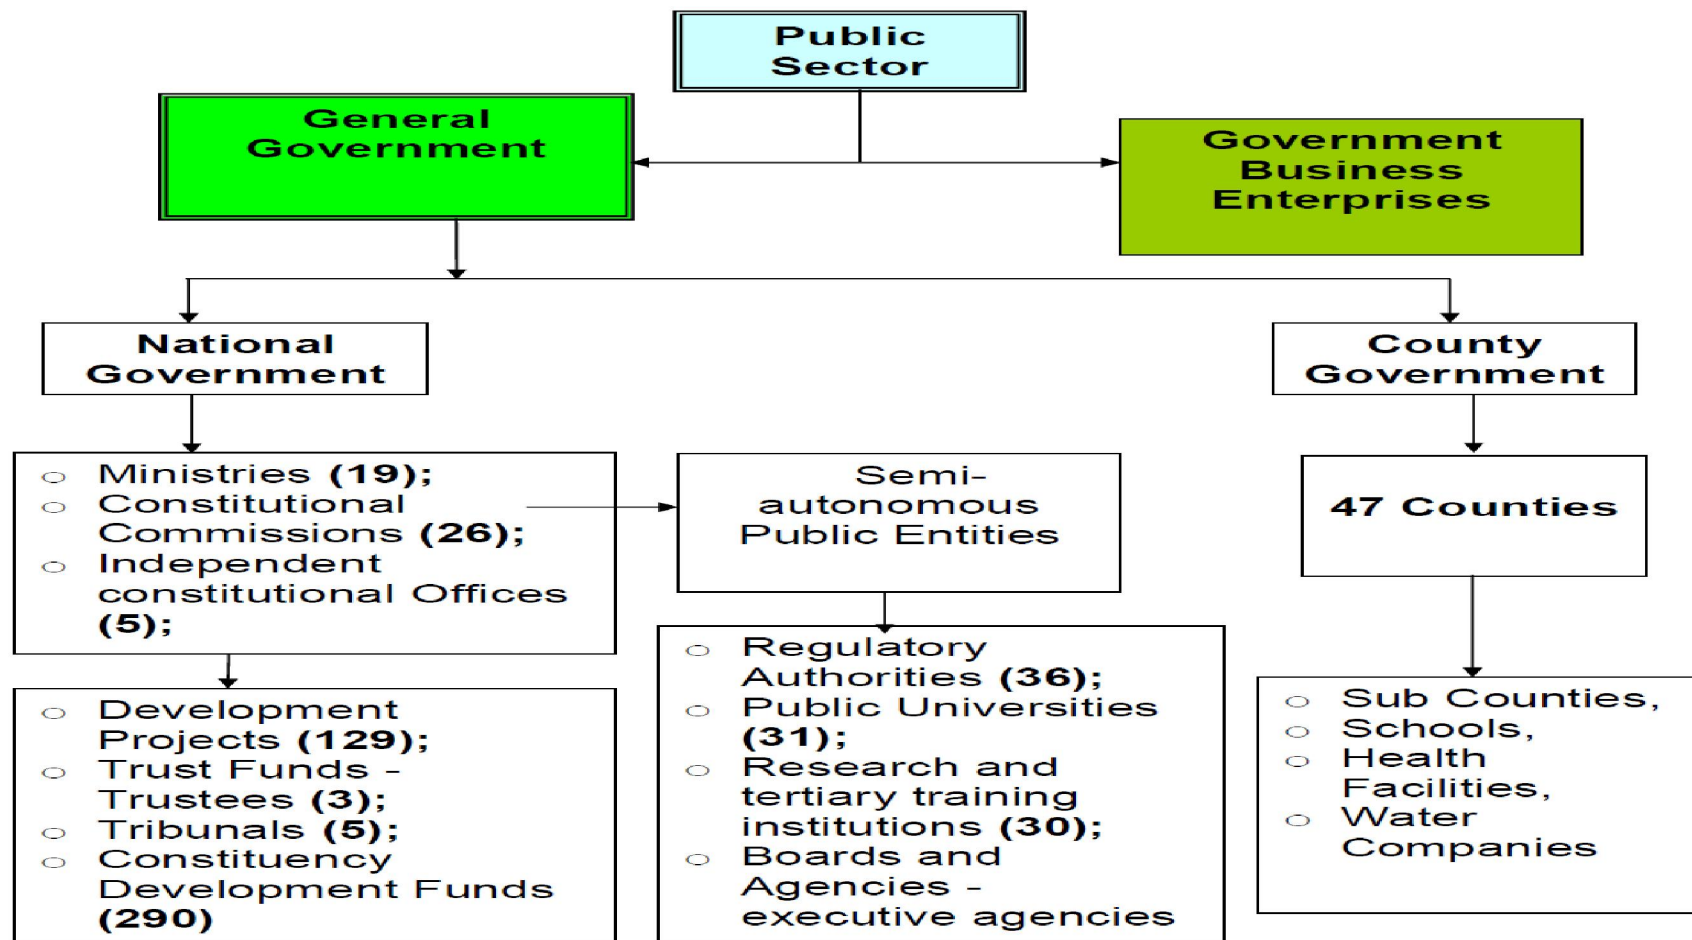 Public
Sector
General
Government
Government
Business
Enterprises
National
Government
County
Government
○ Ministries (19);
○ Constitutional
Commissions (26);
○ Independent
constitutional Offices
(5);
Semi-
autonomous
Public Entities
47 Counties
○ Development
Projects (129);
○ Trust Funds -
Trustees (3);
○ Tribunals (5);
○ Constituency
Development Funds
(290)
○ Regulatory
Authorities (36);
○ Public Universities
(31);
○ Research and
tertiary training
institutions (30);
○ Boards and
Agencies -
executive agencies
○ Sub Counties,
○ Schools,
○ Health
Facilities,
○ Water
Companies